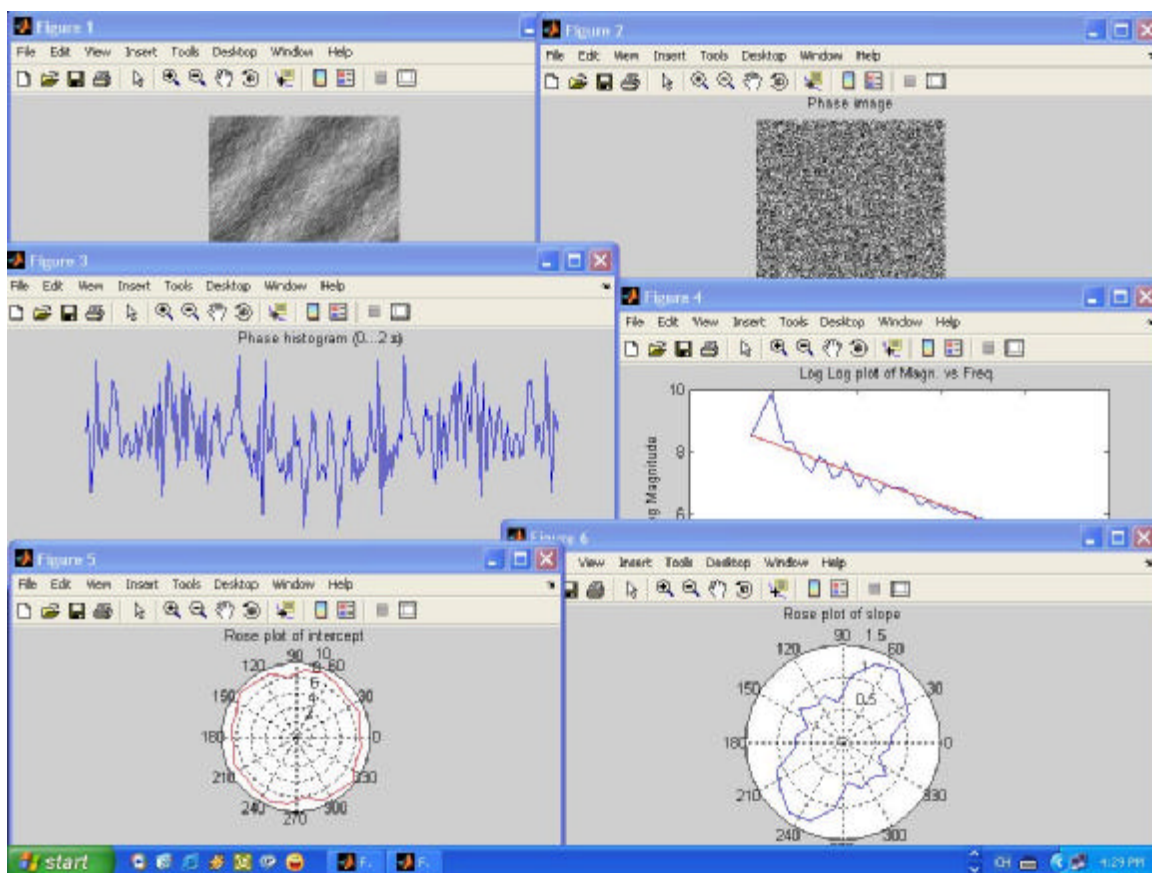 Figure 1
File Edit View Insert Tools Desktop Window Help
Figure 2
File Edit View Insert Tools Desktop Window Help
Phase image
Figure 3
File Edit View Insert Tools Desktop Window Help
Phase histogram (0...2π)
Figure 4
File Edit View Insert Tools Desktop Window Help
Log Log plot of Magn. vs Freq.
10
8
6
Magnitude
Figure 5
File Edit View Insert Tools Desktop Window Help
Rose plot of intercept
90 10
120 8 60
6
150 4 30
2
180 0
210 330
240 300
270
Figure 6
View Insert Tools Desktop Window Help
Rose plot of slope
90 1.5
120 60
1
150 0.5 30
180 0
210 330
240 300
start F. F. CH 4:29 PM